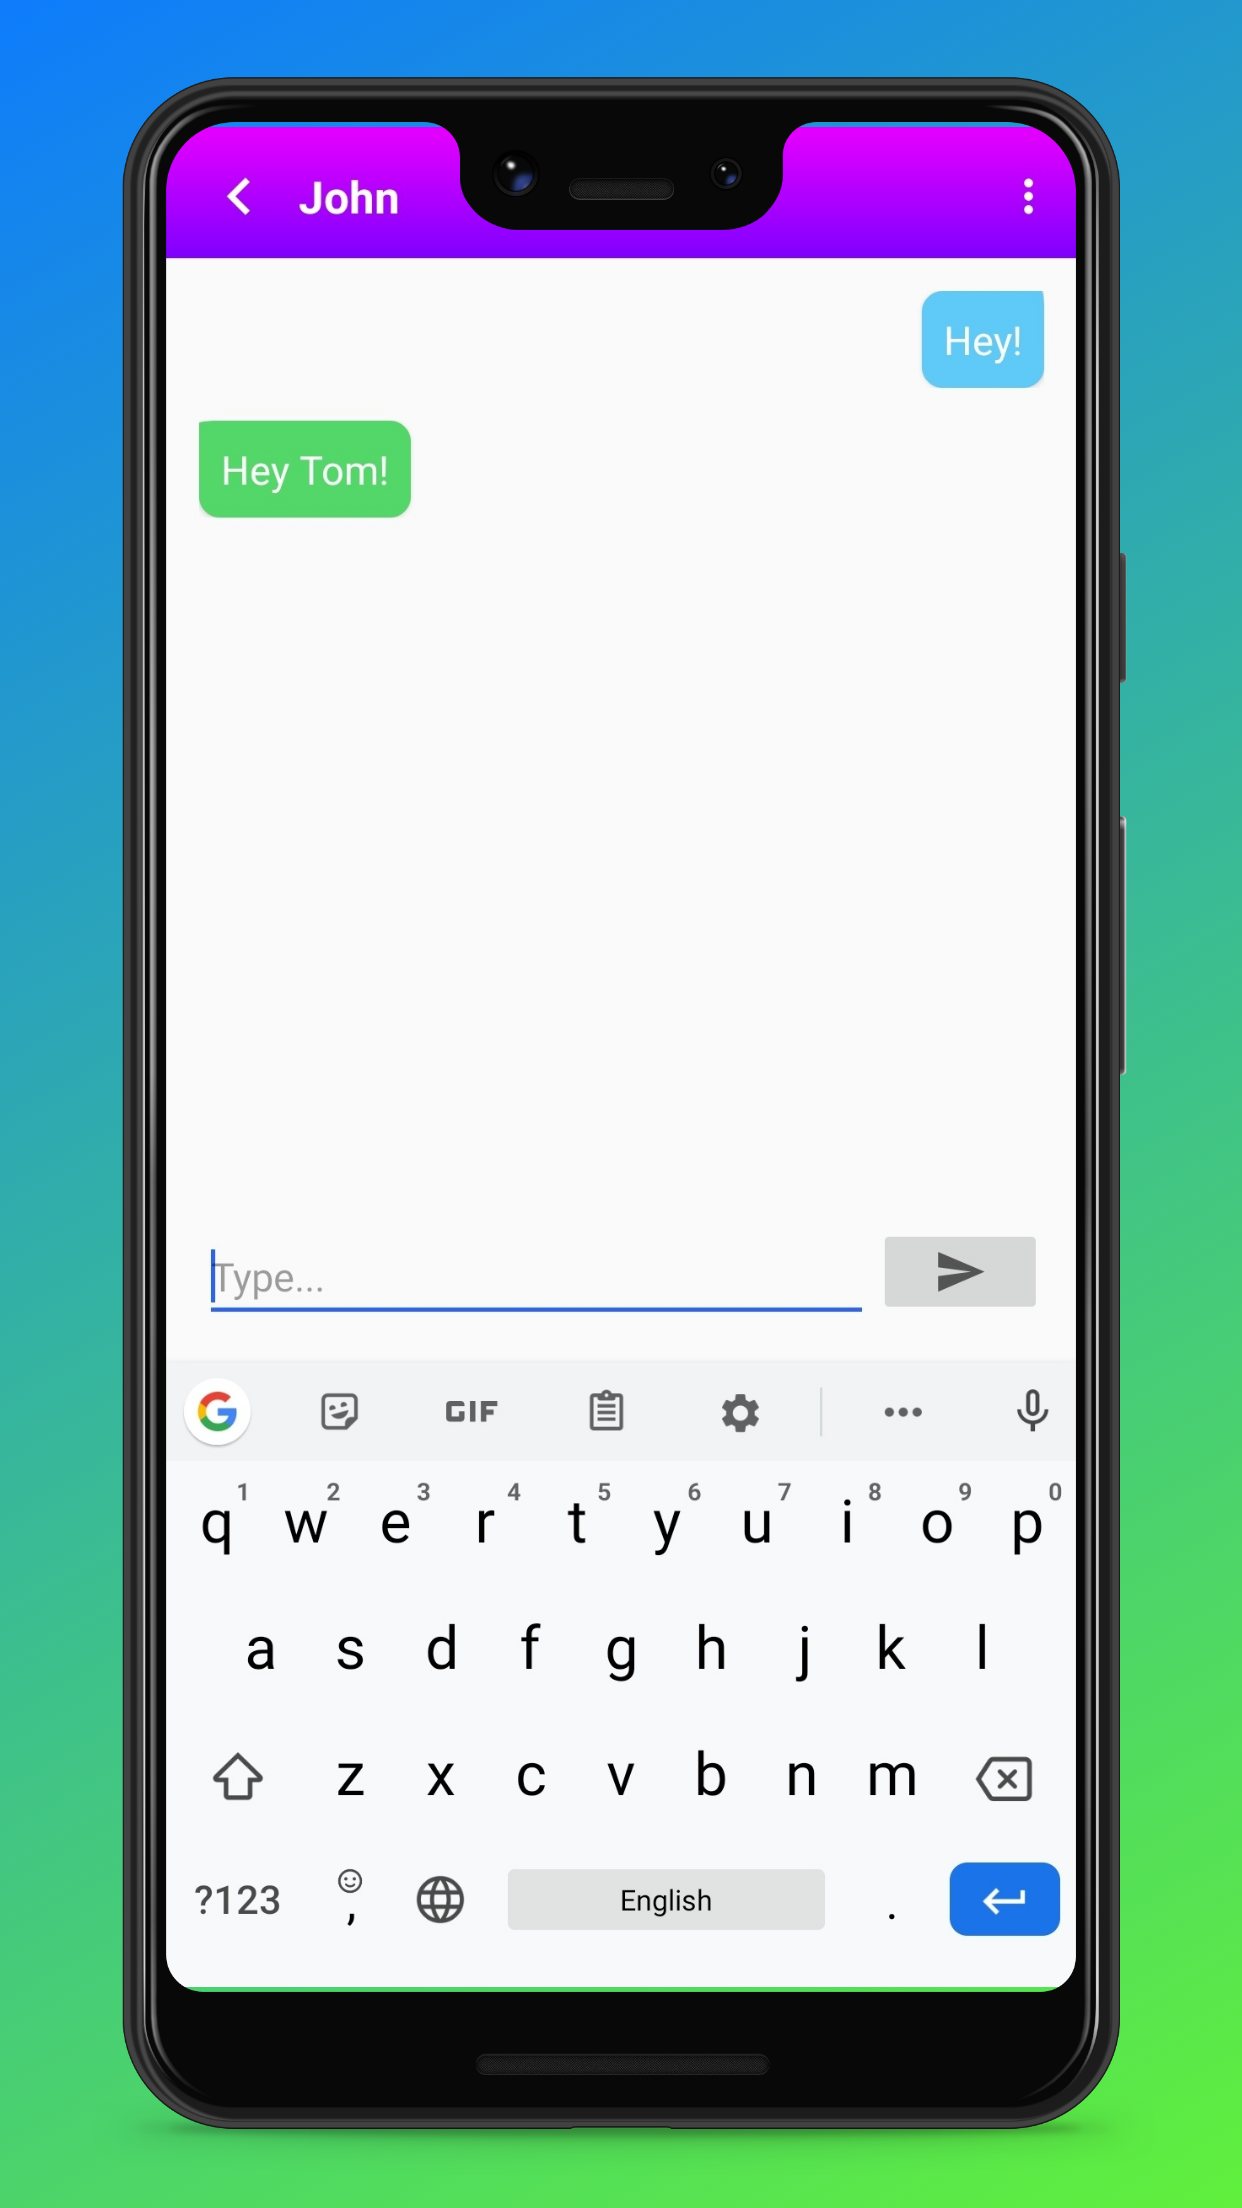 John
Hey!
Hey Tom!
Type...
G GIF
1 2 3 4 5 6 7 8 9 0
q w e r t y u i o p
a s d f g h j k l
z x c v b n m
?123 , English .